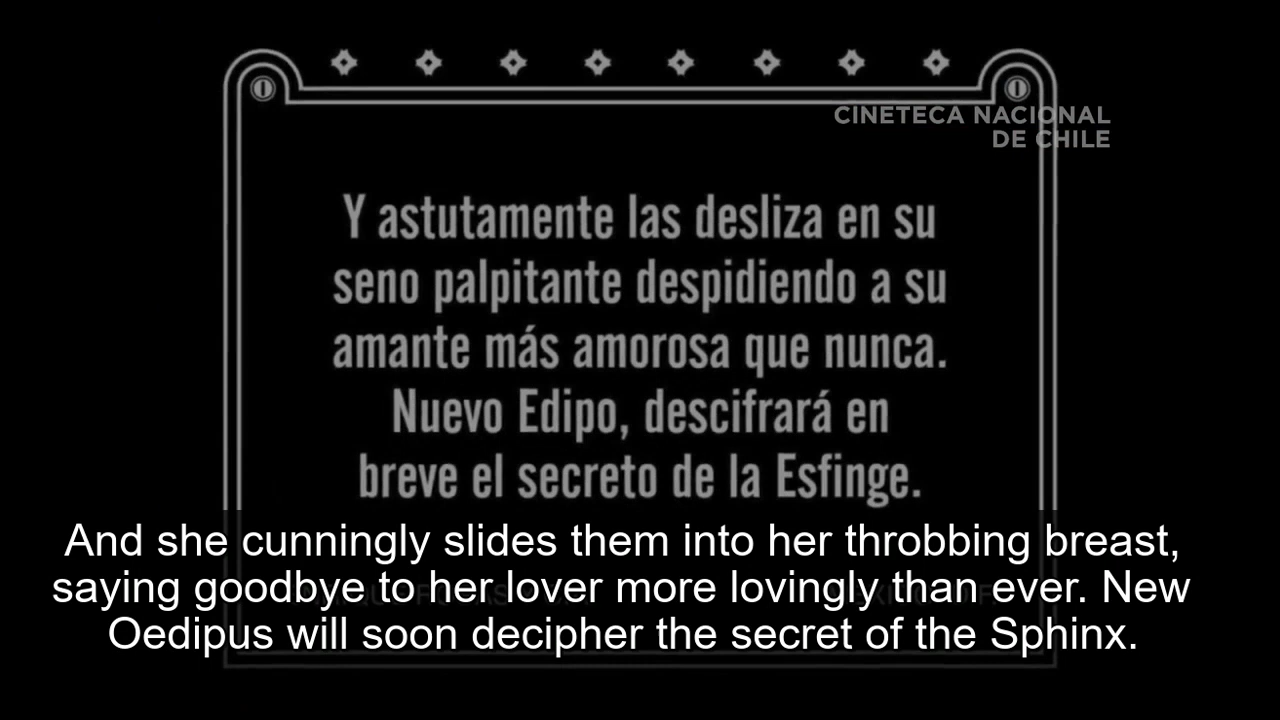 CINETECA NACIONAL
DE CHILE
Y astutamente las desliza en su
seno palpitante despidiendo a su
amante más amorosa que nunca.
Nuevo Edipo, descifrará en
breve el secreto de la Esfinge.
And she cunningly slides them into her throbbing breast,
saying goodbye to her lover more lovingly than ever. New
Oedipus will soon decipher the secret of the Sphinx.